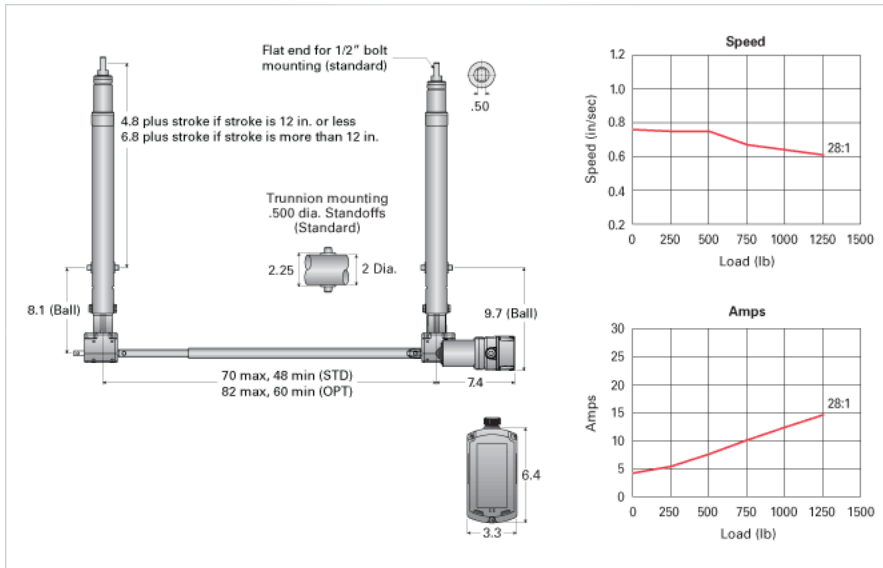 Flat end for 1/2" bolt
mounting (standard)
.50
4.8 plus stroke if stroke is 12 in. or less
6.8 plus stroke if stroke is more than 12 in.
Trunnion mounting
.500 dia. Standoffs
(Standard)
2.25
2 Dia.
8.1 (Ball)
9.7 (Ball)
70 max, 48 min (STD)
82 max, 60 min (OPT)
7.4
6.4
3.3
Speed
Speed (in/sec)
1.2
1.0
0.8
0.6
0.4
0.2
28:1
0 250 500 750 1000 1250 1500
Load (lb)
Amps
Amps
30
25
20
15
10
5
0
28:1
0 250 500 750 1000 1250 1500
Load (lb)